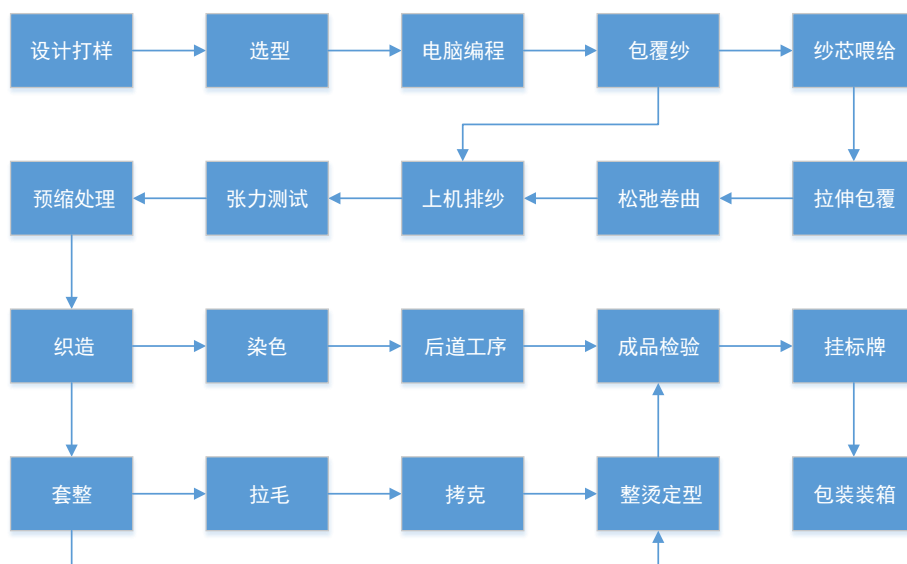 设计打样
选型
电脑编程
包覆纱
纱芯喂给
预缩处理
张力测试
上机排纱
松弛卷曲
拉伸包覆
织造
染色
后道工序
成品检验
挂标牌
套整
拉毛
拷克
整烫定型
包装装箱